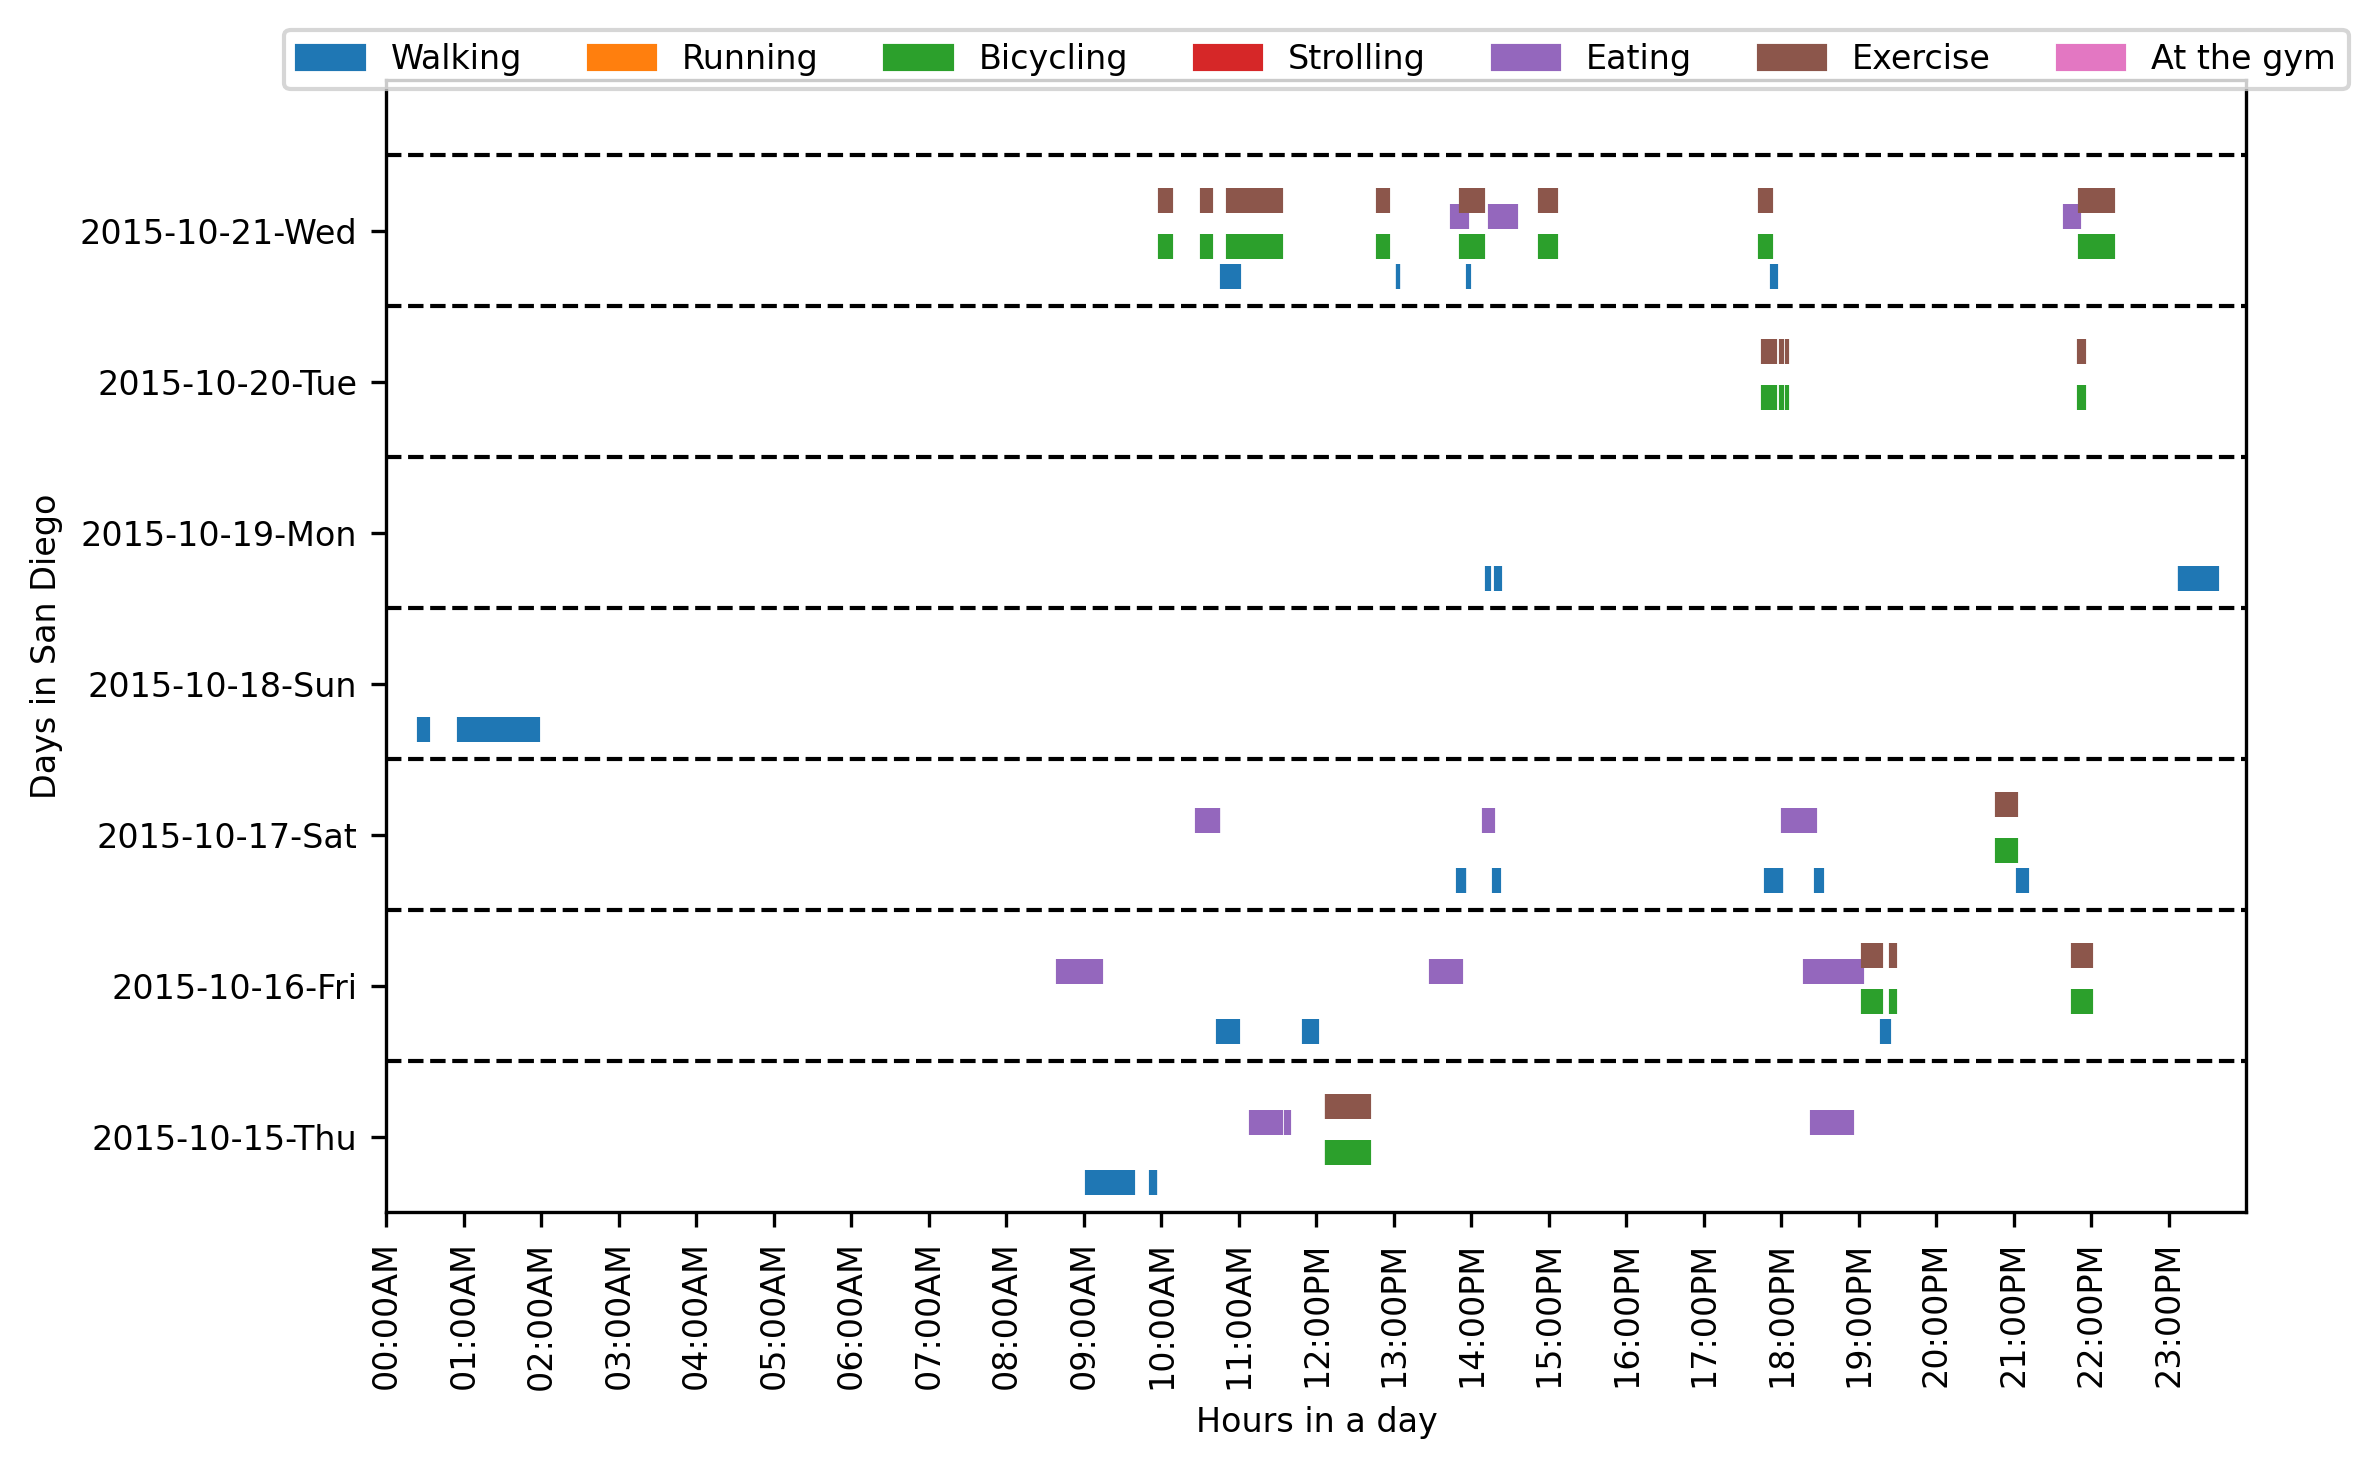 Walking Running Bicycling Strolling Eating Exercise At the gym
2015-10-21-Wed
2015-10-20-Tue
2015-10-19-Mon
2015-10-18-Sun
2015-10-17-Sat
2015-10-16-Fri
2015-10-15-Thu
Days in San Diego
00:00AM
01:00AM
02:00AM
03:00AM
04:00AM
05:00AM
06:00AM
07:00AM
08:00AM
09:00AM
10:00AM
11:00AM
12:00PM
13:00PM
14:00PM
15:00PM
16:00PM
17:00PM
18:00PM
19:00PM
20:00PM
21:00PM
22:00PM
23:00PM
Hours in a day